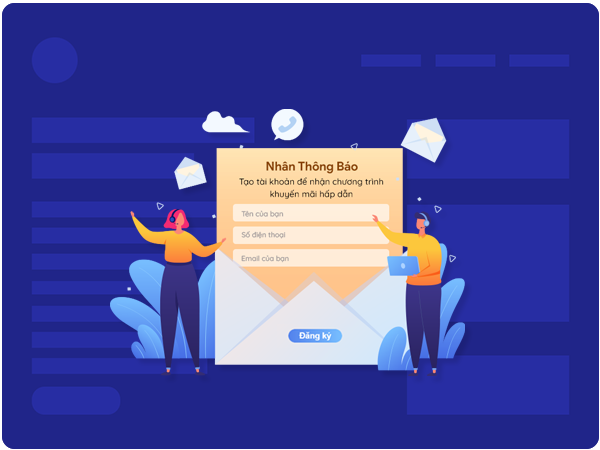 Nhân Thông Báo
Tạo tài khoản để nhận chương trình
khuyến mãi hấp dẫn
Tên của bạn
Số điện thoại
Email của bạn
Đăng ký